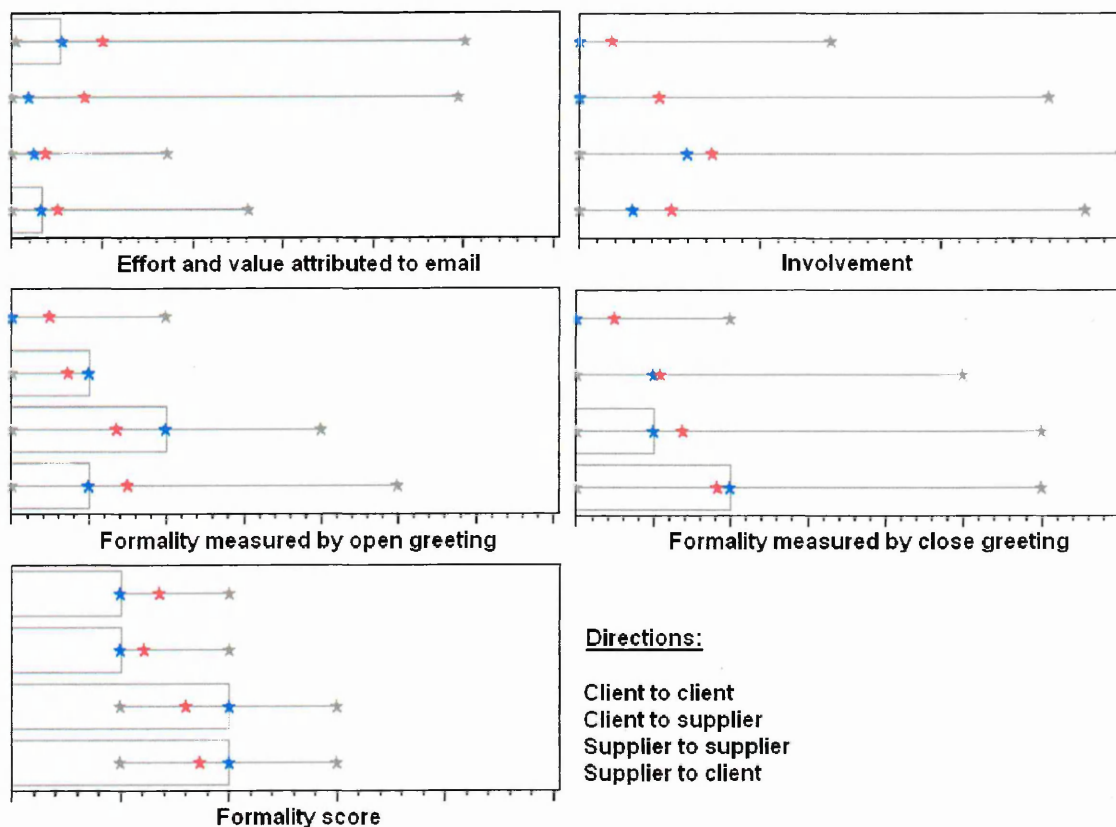 Effort and value attributed to email
Involvement
Formality measured by open greeting
Formality measured by close greeting
Formality score
Directions:
Client to client
Client to supplier
Supplier to supplier
Supplier to client